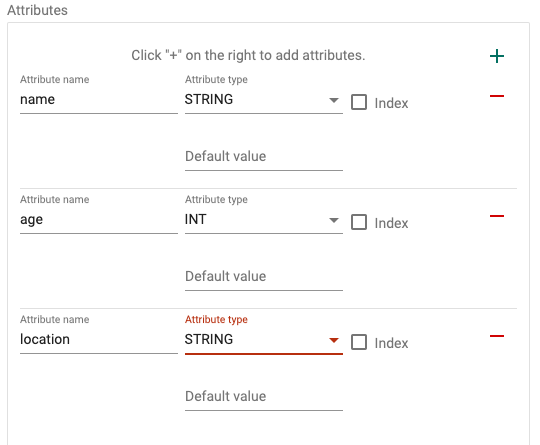 Attributes
Click "+" on the right to add attributes.
Attribute name Attribute type
name STRING Index
Default value
Attribute name Attribute type
age INT Index
Default value
Attribute name Attribute type
location STRING Index
Default value